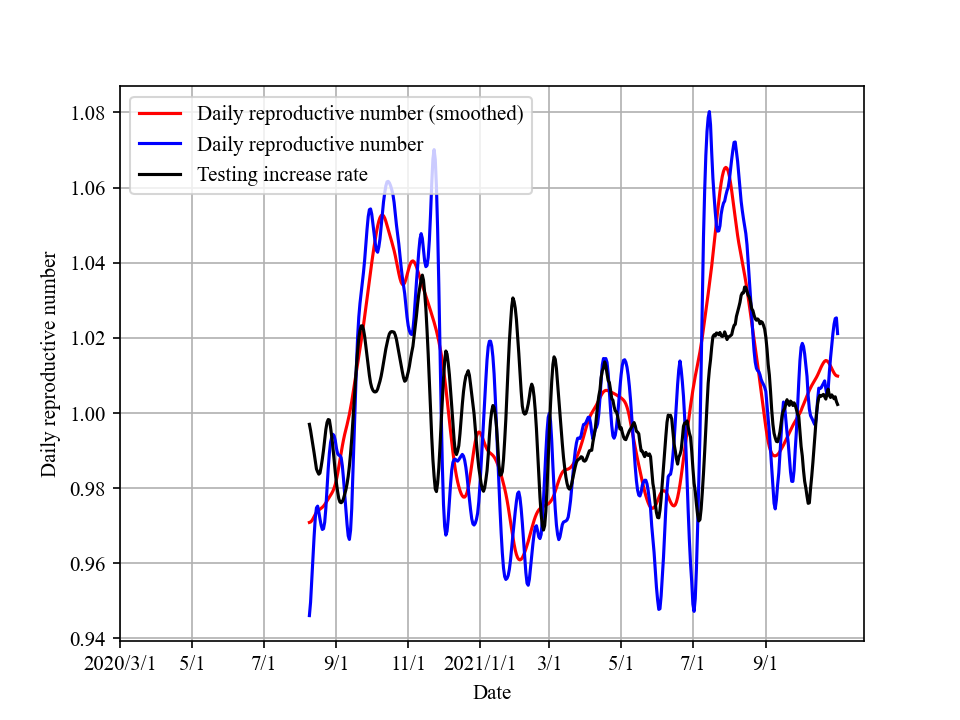 Daily reproductive number (smoothed)
Daily reproductive number
Testing increase rate
Daily reproductive number
1.08
1.06
1.04
1.02
1.00
0.98
0.96
0.94
2020/3/1 5/1 7/1 9/1 11/1 2021/1/1 3/1 5/1 7/1 9/1
Date